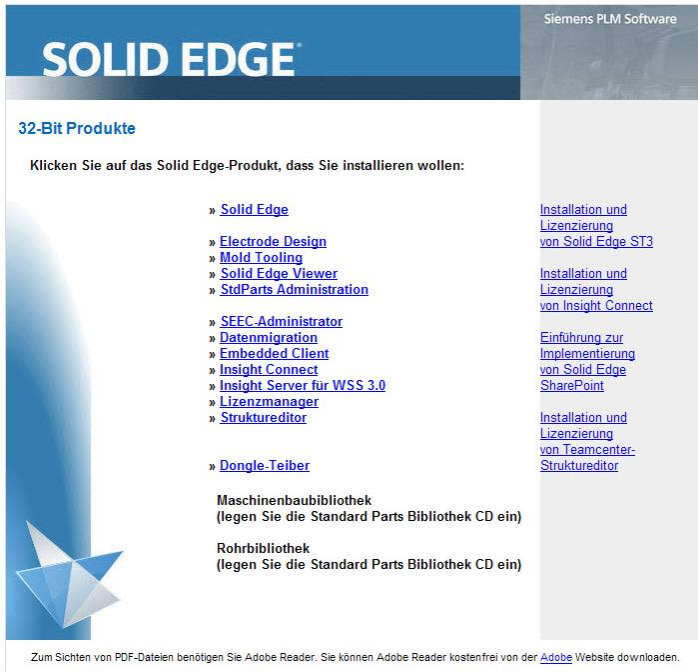 Siemens PLM Software
SOLID EDGE
32-Bit Produkte
Klicken Sie auf das Solid Edge-Produkt, dass Sie installieren wollen:
» Solid Edge
» Electrode Design
» Mold Tooling
» Solid Edge Viewer
» StdParts Administration
» SEEC-Administrator
» Datenmigration
» Embedded Client
» Insight Connect
» Insight Server für WSS 3.0
» Lizenzmanager
» Struktureditor
» Dongle-Teiber
Maschinenbaubibliothek
(legen Sie die Standard Parts Bibliothek CD ein)
Rohrbibliothek
(legen Sie die Standard Parts Bibliothek CD ein)
Installation und
Lizenzierung
von Solid Edge ST3
Installation und
Lizenzierung
von Insight Connect
Einführung zur
Implementierung
von Solid Edge
SharePoint
Installation und
Lizenzierung
von Teamcenter-
Struktureditor
Zum Sichten von PDF-Dateien benötigen Sie Adobe Reader. Sie können Adobe Reader kostenfrei von der Adobe Website downloaden.